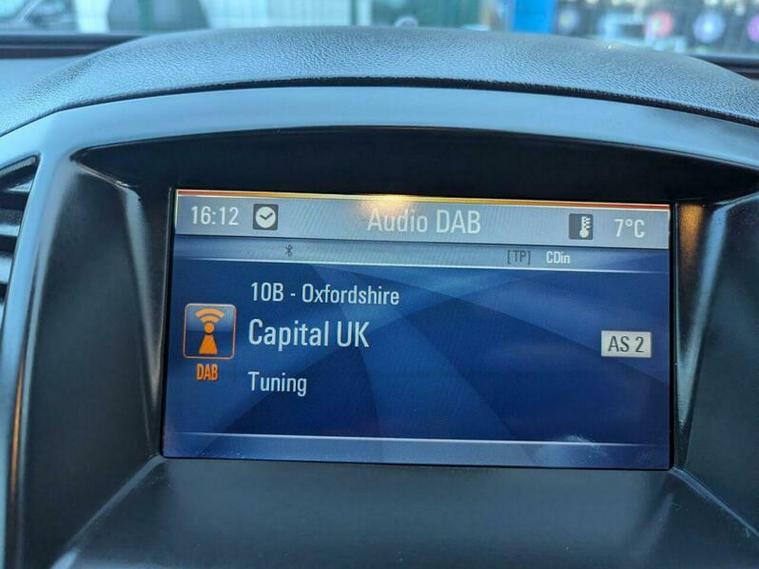 16:12 Audio DAB 7°C
[TP] CDin
10B - Oxfordshire
Capital UK
AS 2
DAB
Tuning